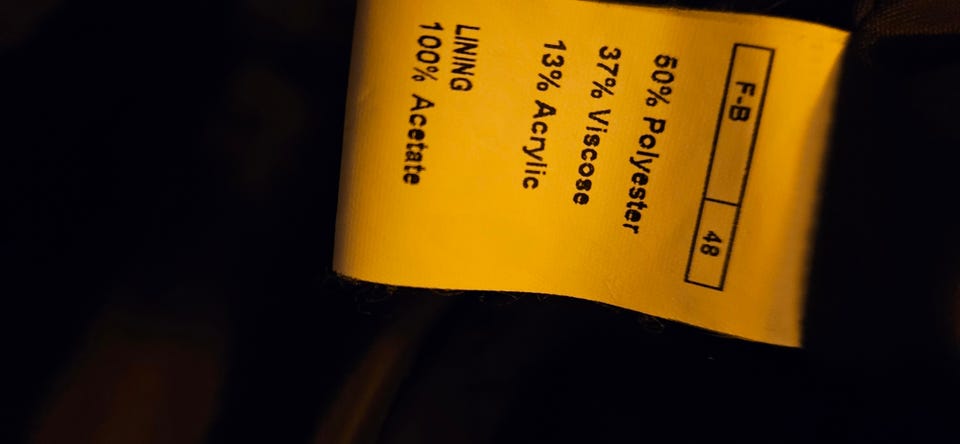 F-B 48
50% Polyester
37% Viscose
13% Acrylic
LINING
100% Acetate